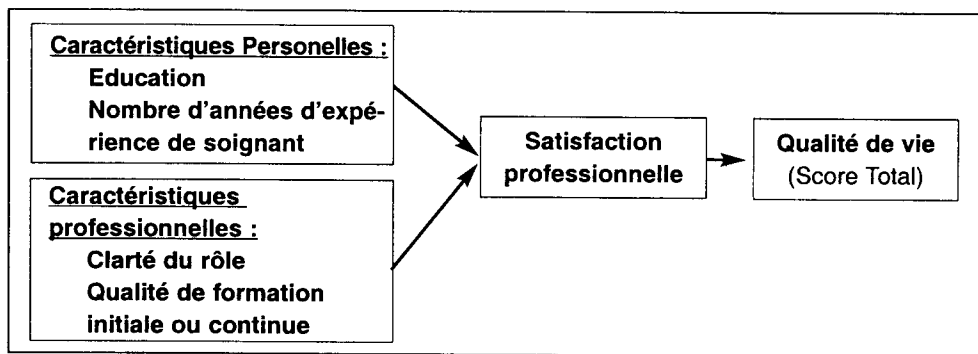 Caractéristiques Personelles :
Education
Nombre d'années d'expé-
rience de soignant
Caractéristiques
professionnelles :
Clarté du rôle
Qualité de formation
initiale ou continue
Satisfaction
professionnelle
Qualité de vie
(Score Total)